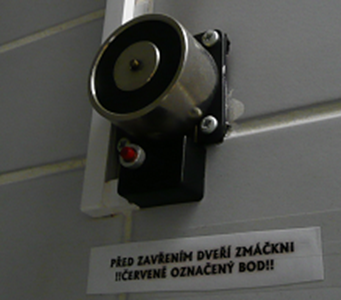 PŘED ZAVŘENÍM DVEŘÍ ZMÁČKNI
!!ČERVENĚ OZNAČENÝ BOD!!